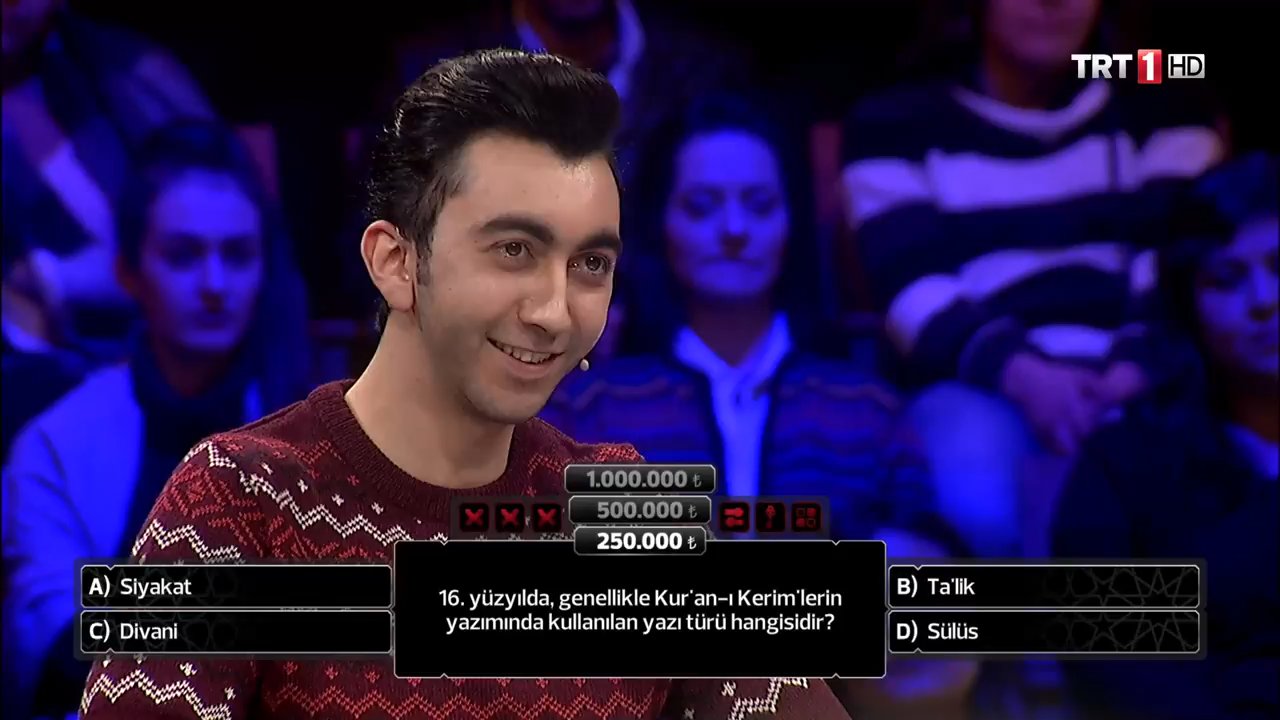 TRT 1 HD
1.000.000 ₺
500.000 ₺
250.000 ₺
16. yüzyılda, genellikle Kur'an-ı Kerim'lerin
yazımında kullanılan yazı türü hangisidir?
A) Siyakat
B) Ta'lik
C) Divani
D) Sülüs